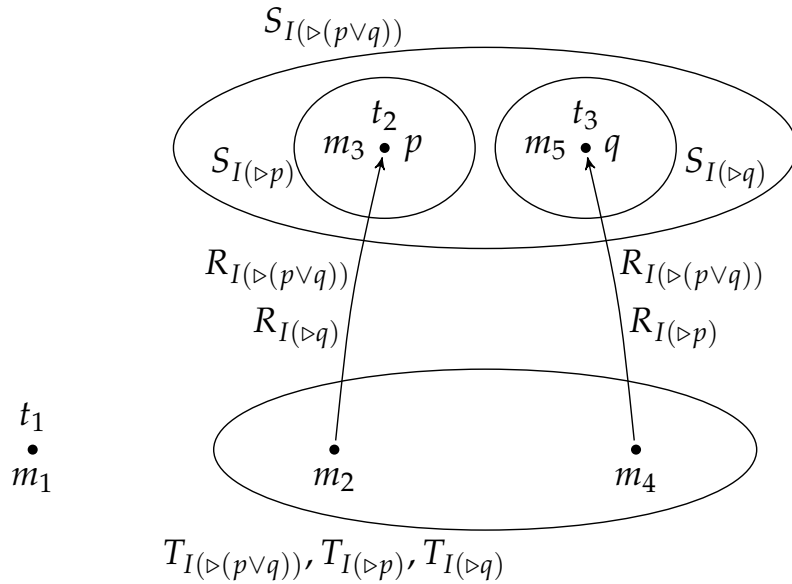 S_{I(▹(p∨q))}
t_2 t_3
m_3 p m_5 q
S_{I(▹p)} S_{I(▹q)}
R_{I(▹(p∨q))} R_{I(▹(p∨q))}
R_{I(▹q)} R_{I(▹p)}
t_1
m_1 m_2 m_4
T_{I(▹(p∨q))}, T_{I(▹p)}, T_{I(▹q)}